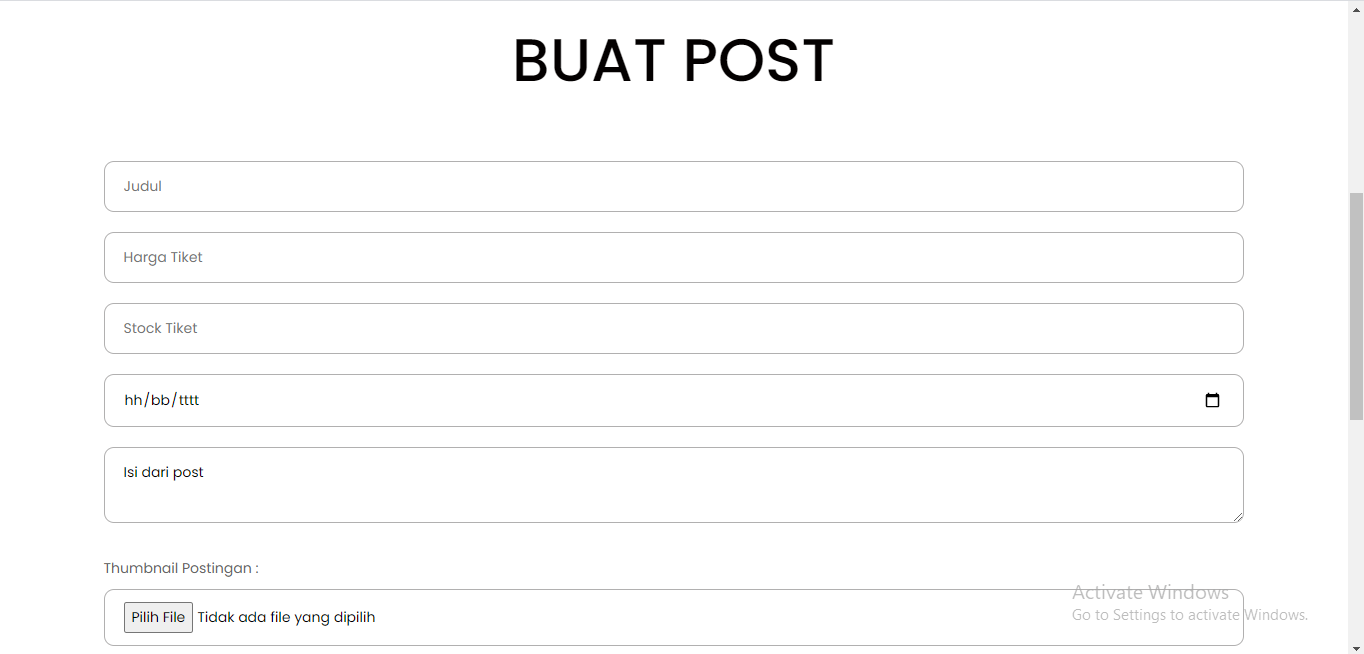 BUAT POST
Judul
Harga Tiket
Stock Tiket
hh/bb/tttt
Isi dari post
Thumbnail Postingan :
Pilih File Tidak ada file yang dipilih
Activate Windows
Go to Settings to activate Windows.